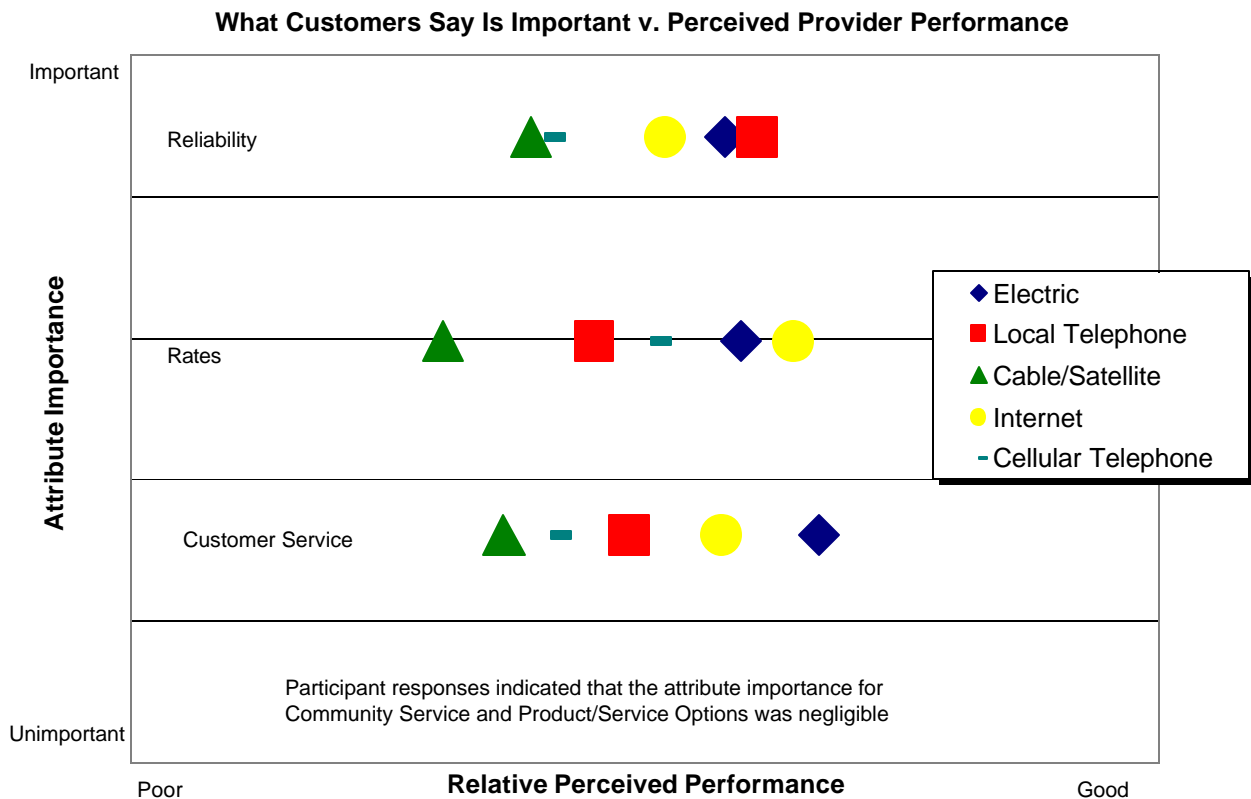 What Customers Say Is Important v. Perceived Provider Performance
Important
Reliability
Rates
Customer Service
Attribute Importance
Electric
Local Telephone
Cable/Satellite
Internet
Cellular Telephone
Participant responses indicated that the attribute importance for
Community Service and Product/Service Options was negligible
Unimportant
Poor
Relative Perceived Performance
Good